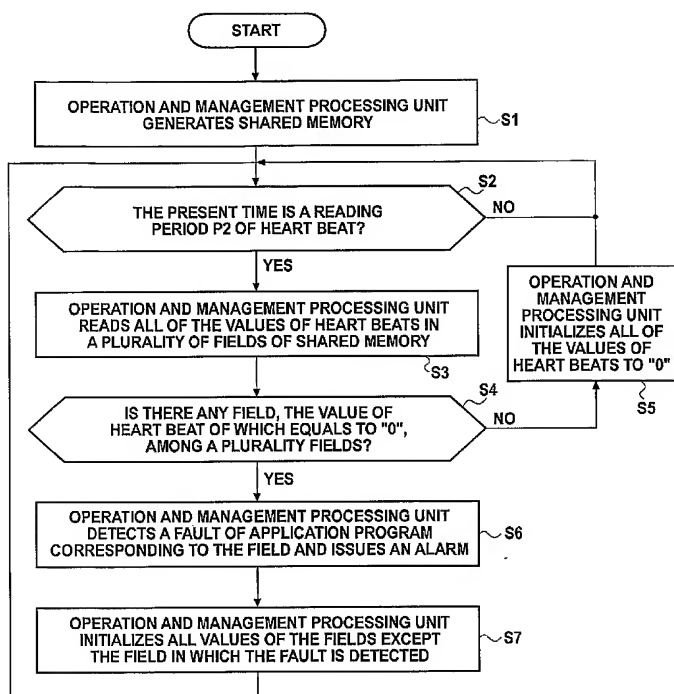 START
OPERATION AND MANAGEMENT PROCESSING UNIT
GENERATES SHARED MEMORY
S1
S2
THE PRESENT TIME IS A READING
PERIOD P2 OF HEART BEAT?
NO
YES
OPERATION AND MANAGEMENT PROCESSING UNIT
READS ALL OF THE VALUES OF HEART BEATS IN
A PLURALITY OF FIELDS OF SHARED MEMORY
S3
OPERATION AND
MANAGEMENT
PROCESSING UNIT
INITIALIZES ALL OF
THE VALUES OF
HEART BEATS TO "0"
S5
S4
IS THERE ANY FIELD, THE VALUE OF
HEART BEAT OF WHICH EQUALS TO "0",
AMONG A PLURALITY FIELDS?
NO
YES
OPERATION AND MANAGEMENT PROCESSING UNIT
DETECTS A FAULT OF APPLICATION PROGRAM
CORRESPONDING TO THE FIELD AND ISSUES AN ALARM
S6
OPERATION AND MANAGEMENT PROCESSING UNIT
INITIALIZES ALL VALUES OF THE FIELDS EXCEPT
THE FIELD IN WHICH THE FAULT IS DETECTED
S7